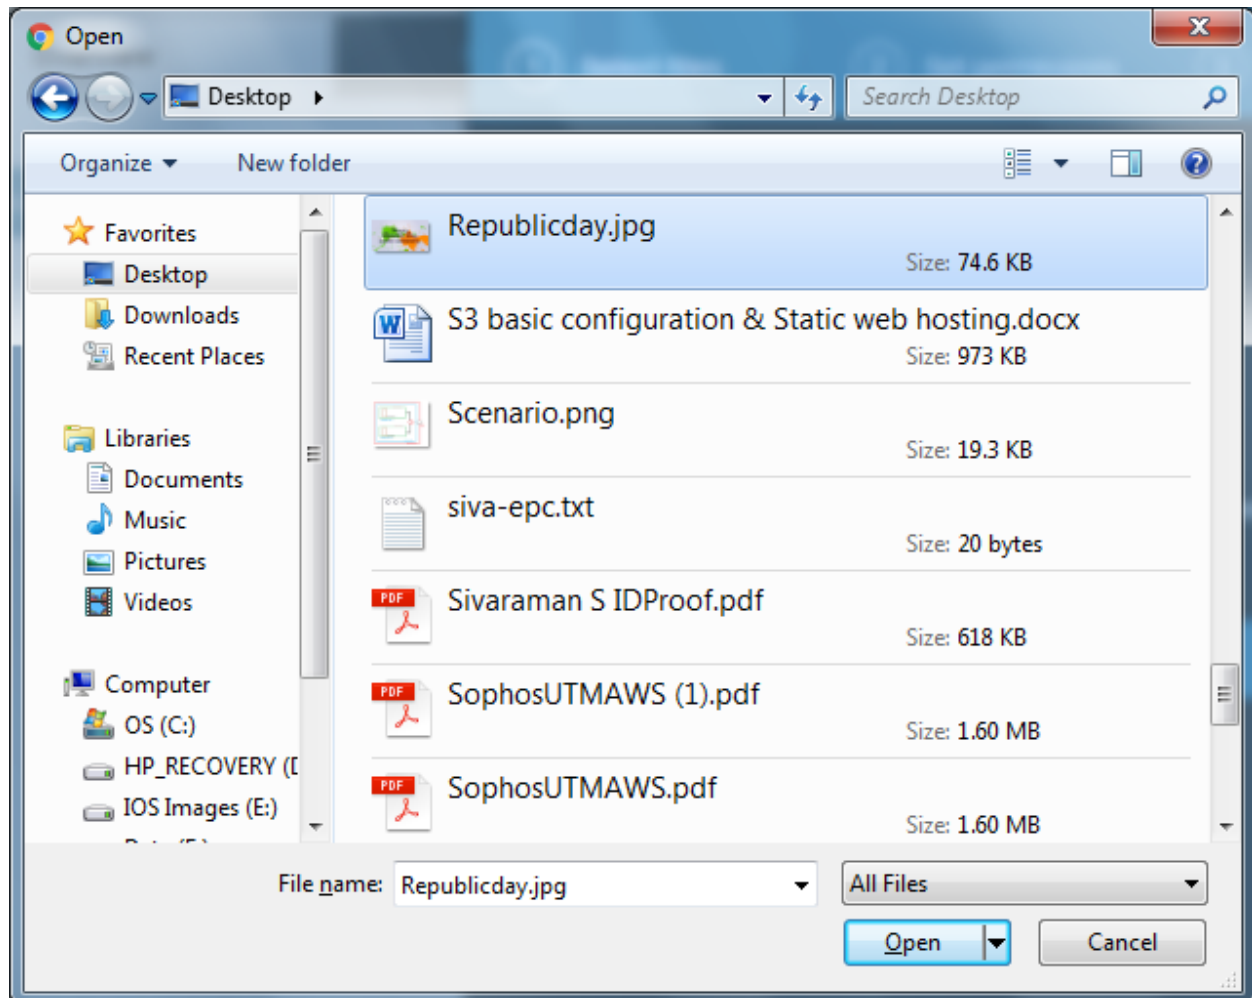 Open
Desktop
Search Desktop
Organize
New folder
Favorites
Desktop
Downloads
Recent Places
Libraries
Documents
Music
Pictures
Videos
Computer
OS (C:)
HP_RECOVERY (D
IOS Images (E:)
Republicday.jpg
Size: 74.6 KB
S3 basic configuration & Static web hosting.docx
Size: 973 KB
Scenario.png
Size: 19.3 KB
siva-epc.txt
Size: 20 bytes
PDF
Sivaraman S IDProof.pdf
Size: 618 KB
PDF
SophosUTMAWS (1).pdf
Size: 1.60 MB
PDF
SophosUTMAWS.pdf
Size: 1.60 MB
File name: Republicday.jpg
All Files
Open
Cancel